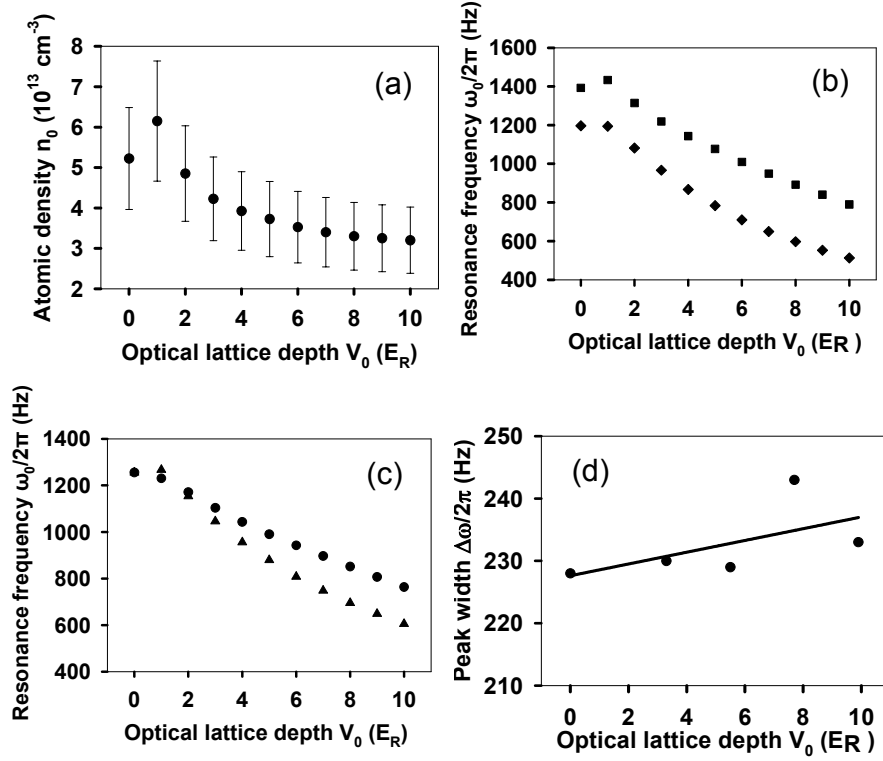 (a)
Atomic density n₀ (10¹³ cm⁻³)
8
7
6
5
4
3
2
0 2 4 6 8 10
Optical lattice depth V₀ (E_R)
(b)
Resonance frequency ω₀/2π (Hz)
1600
1400
1200
1000
800
600
400
0 2 4 6 8 10
Optical lattice depth V₀ (ER )
(c)
Resonance frequency ω₀/2π (Hz)
1400
1200
1000
800
600
400
0 2 4 6 8 10
Optical lattice depth V₀ (E_R)
(d)
Peak width Δω/2π (Hz)
250
240
230
220
210
0 2 4 6 8 10
Optical lattice depth V₀ (ER )